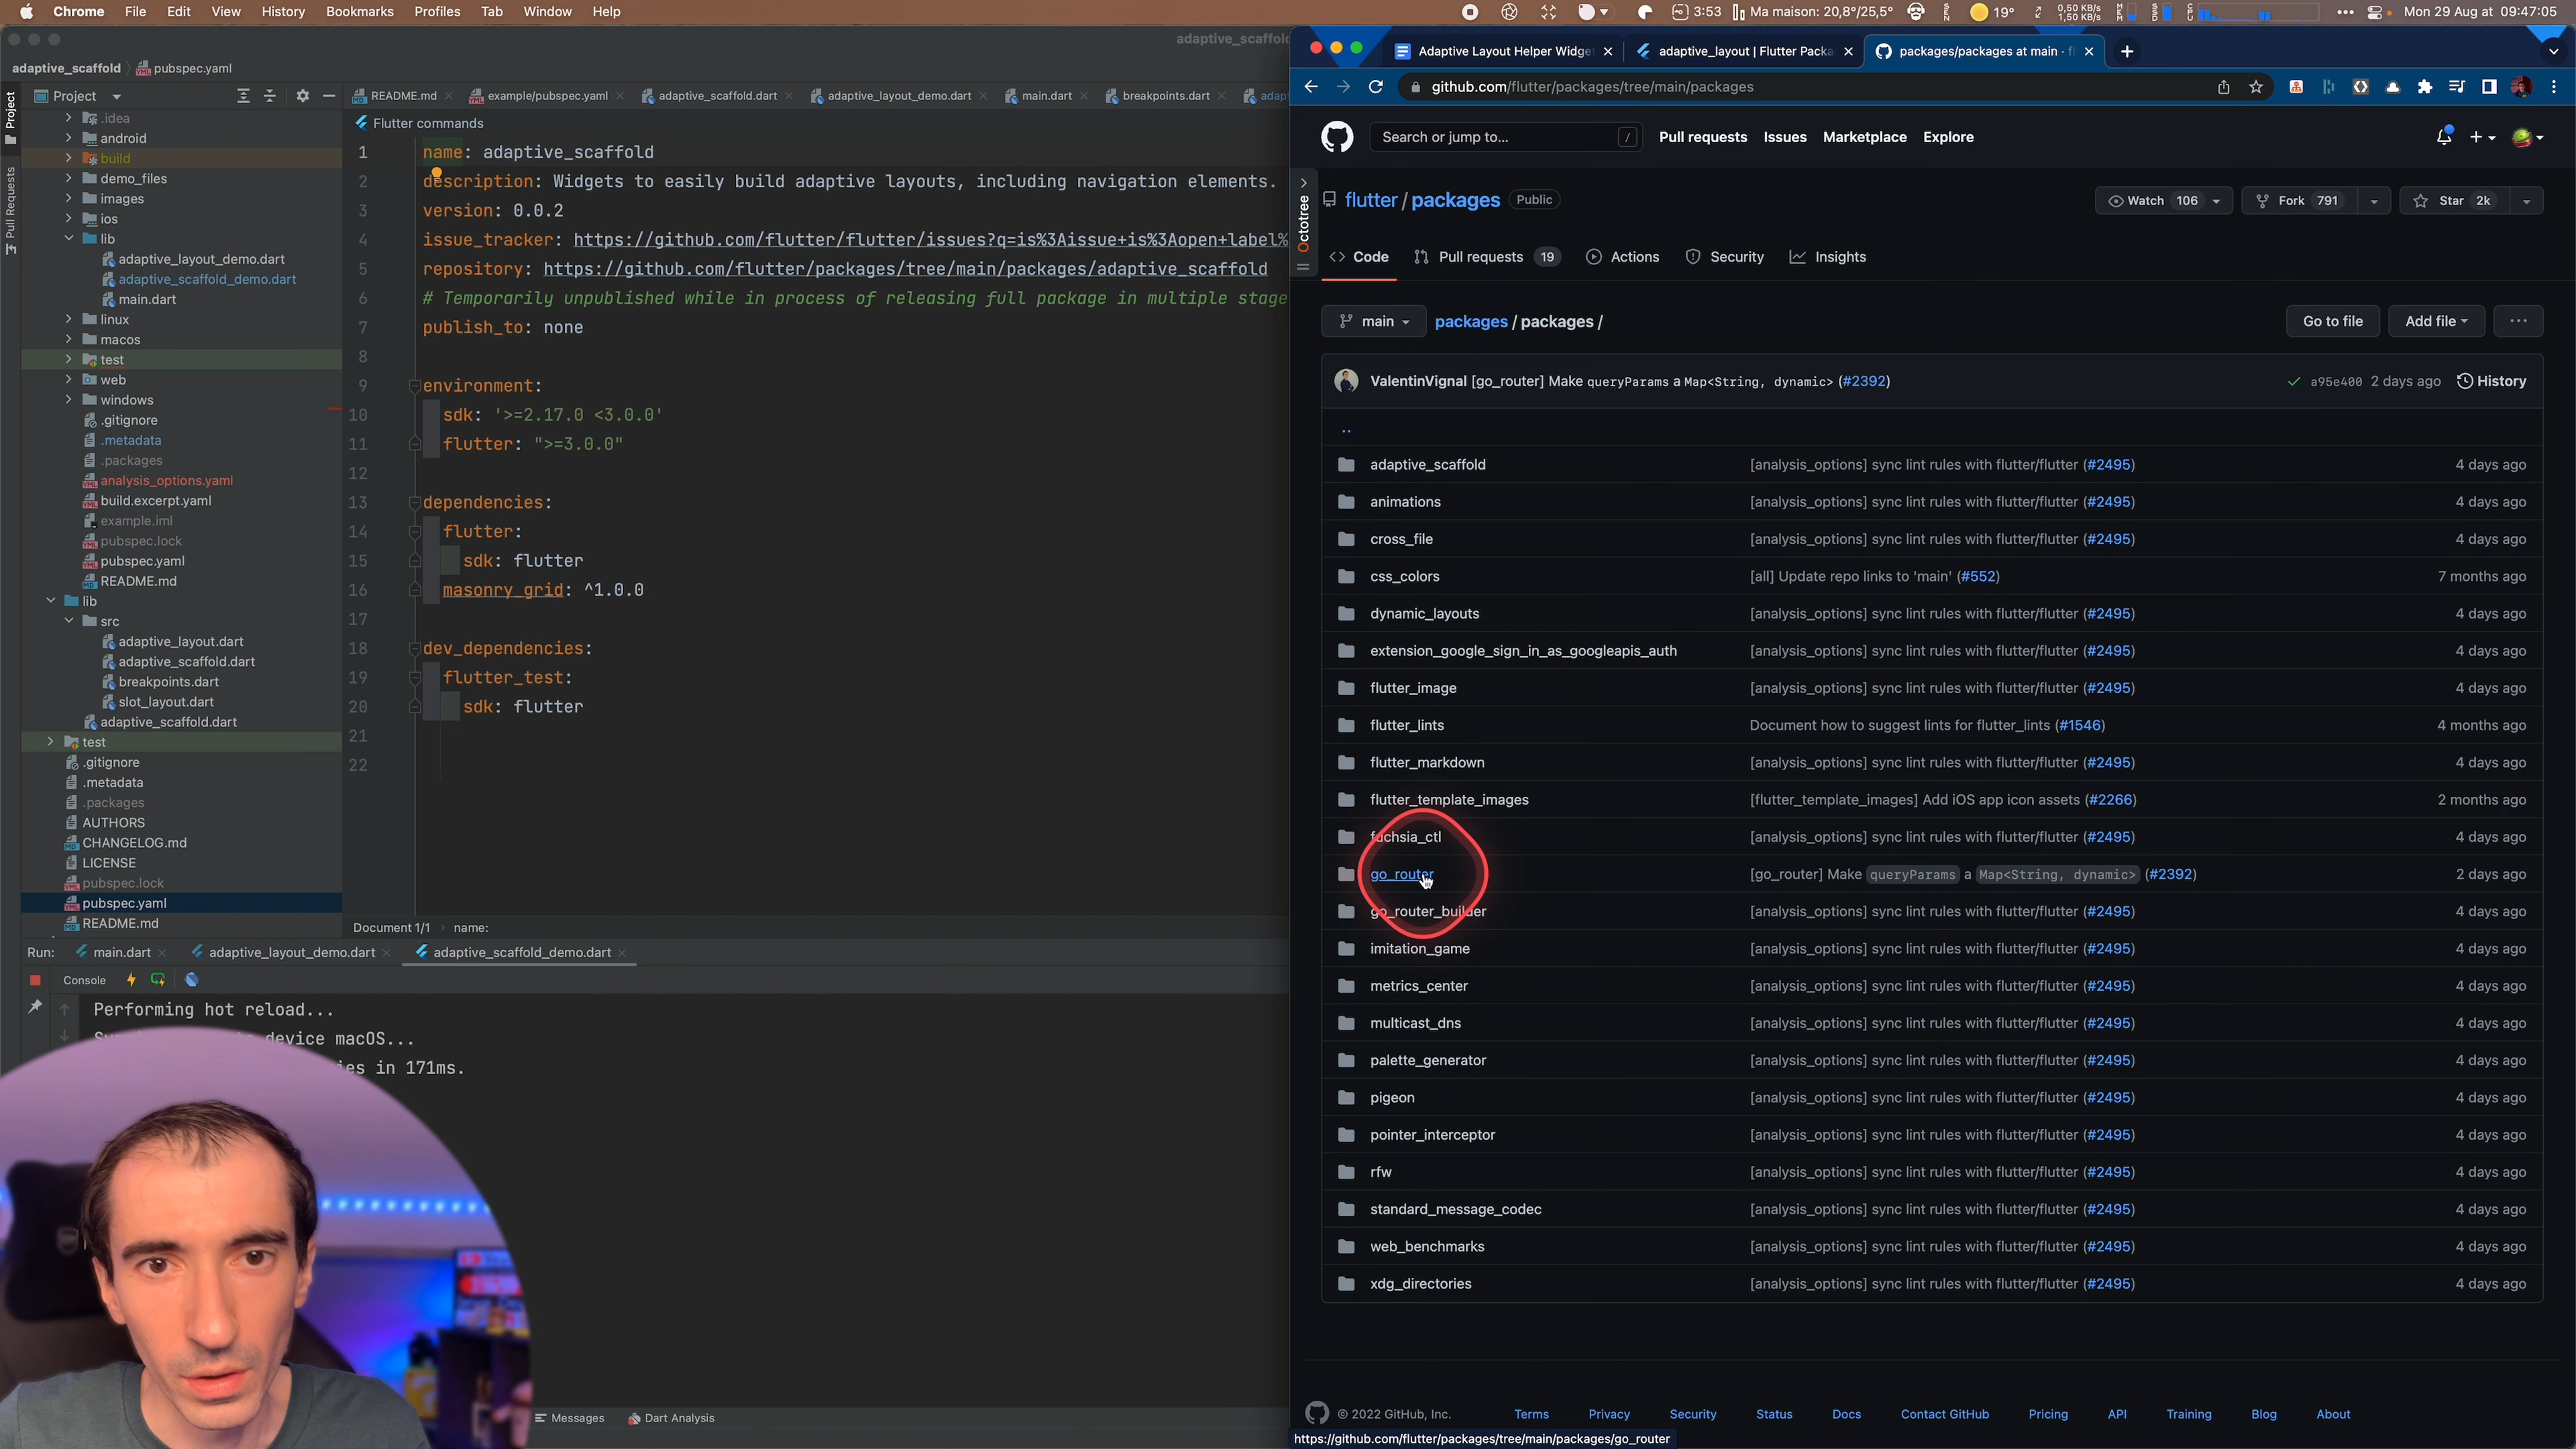 Chrome File Edit View History Bookmarks Profiles Tab Window Help
3:53 Ma maison: 20,8°/25,5° 19° 0,50 KB/s 1,50 KB/s Mon 29 Aug at 09:47:05
adaptive_scaffold
adaptive_scaffold pubspec.yaml
Project
README.md example/pubspec.yaml adaptive_scaffold.dart adaptive_layout_demo.dart main.dart breakpoints.dart adap
Project
Pull Requests
Flutter commands
.idea
android
build
demo_files
images
ios
lib
adaptive_layout_demo.dart
adaptive_scaffold_demo.dart
main.dart
linux
macos
test
web
windows
.gitignore
.metadata
.packages
analysis_options.yaml
build.excerpt.yaml
example.iml
pubspec.lock
pubspec.yaml
README.md
lib
src
adaptive_layout.dart
adaptive_scaffold.dart
breakpoints.dart
slot_layout.dart
adaptive_scaffold.dart
test
.gitignore
.metadata
.packages
AUTHORS
CHANGELOG.md
LICENSE
pubspec.lock
pubspec.yaml
README.md
1 name: adaptive_scaffold
2 description: Widgets to easily build adaptive layouts, including navigation elements.
3 version: 0.0.2
4 issue_tracker: https://github.com/flutter/flutter/issues?q=is%3Aissue+is%3Aopen+label%
5 repository: https://github.com/flutter/packages/tree/main/packages/adaptive_scaffold
6 # Temporarily unpublished while in process of releasing full package in multiple stage
7 publish_to: none
8
9 environment:
10 sdk: '>=2.17.0 <3.0.0'
11 flutter: ">=3.0.0"
12
13 dependencies:
14 flutter:
15 sdk: flutter
16 masonry_grid: ^1.0.0
17
18 dev_dependencies:
19 flutter_test:
20 sdk: flutter
21
22
Document 1/1 name:
Run: main.dart adaptive_layout_demo.dart adaptive_scaffold_demo.dart
Console
Performing hot reload...
device macOS...
ies in 171ms.
Messages Dart Analysis
Adaptive Layout Helper Widge adaptive_layout | Flutter Packa packages/packages at main · fl
github.com/flutter/packages/tree/main/packages
Search or jump to... / Pull requests Issues Marketplace Explore
Octotree
flutter / packages Public
Watch 106 Fork 791 Star 2k
Code Pull requests 19 Actions Security Insights
main packages / packages / Go to file Add file ···
ValentinVignal [go_router] Make queryParams a Map<String, dynamic> (#2392) a95e400 2 days ago History
..
adaptive_scaffold [analysis_options] sync lint rules with flutter/flutter (#2495) 4 days ago
animations [analysis_options] sync lint rules with flutter/flutter (#2495) 4 days ago
cross_file [analysis_options] sync lint rules with flutter/flutter (#2495) 4 days ago
css_colors [all] Update repo links to 'main' (#552) 7 months ago
dynamic_layouts [analysis_options] sync lint rules with flutter/flutter (#2495) 4 days ago
extension_google_sign_in_as_googleapis_auth [analysis_options] sync lint rules with flutter/flutter (#2495) 4 days ago
flutter_image [analysis_options] sync lint rules with flutter/flutter (#2495) 4 days ago
flutter_lints Document how to suggest lints for flutter_lints (#1546) 4 months ago
flutter_markdown [analysis_options] sync lint rules with flutter/flutter (#2495) 4 days ago
flutter_template_images [flutter_template_images] Add iOS app icon assets (#2266) 2 months ago
fuchsia_ctl [analysis_options] sync lint rules with flutter/flutter (#2495) 4 days ago
go_router [go_router] Make queryParams a Map<String, dynamic> (#2392) 2 days ago
go_router_builder [analysis_options] sync lint rules with flutter/flutter (#2495) 4 days ago
imitation_game [analysis_options] sync lint rules with flutter/flutter (#2495) 4 days ago
metrics_center [analysis_options] sync lint rules with flutter/flutter (#2495) 4 days ago
multicast_dns [analysis_options] sync lint rules with flutter/flutter (#2495) 4 days ago
palette_generator [analysis_options] sync lint rules with flutter/flutter (#2495) 4 days ago
pigeon [analysis_options] sync lint rules with flutter/flutter (#2495) 4 days ago
pointer_interceptor [analysis_options] sync lint rules with flutter/flutter (#2495) 4 days ago
rfw [analysis_options] sync lint rules with flutter/flutter (#2495) 4 days ago
standard_message_codec [analysis_options] sync lint rules with flutter/flutter (#2495) 4 days ago
web_benchmarks [analysis_options] sync lint rules with flutter/flutter (#2495) 4 days ago
xdg_directories [analysis_options] sync lint rules with flutter/flutter (#2495) 4 days ago
© 2022 GitHub, Inc. Terms Privacy Security Status Docs Contact GitHub Pricing API Training Blog About
https://github.com/flutter/packages/tree/main/packages/go_router